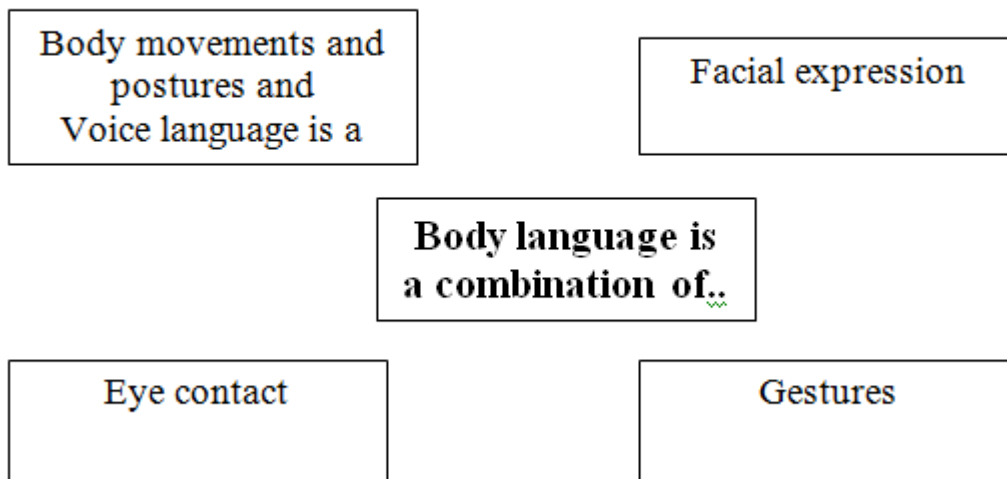 Body movements and
postures and
Voice language is a
Facial expression
Body language is
a combination of..
Eye contact
Gestures